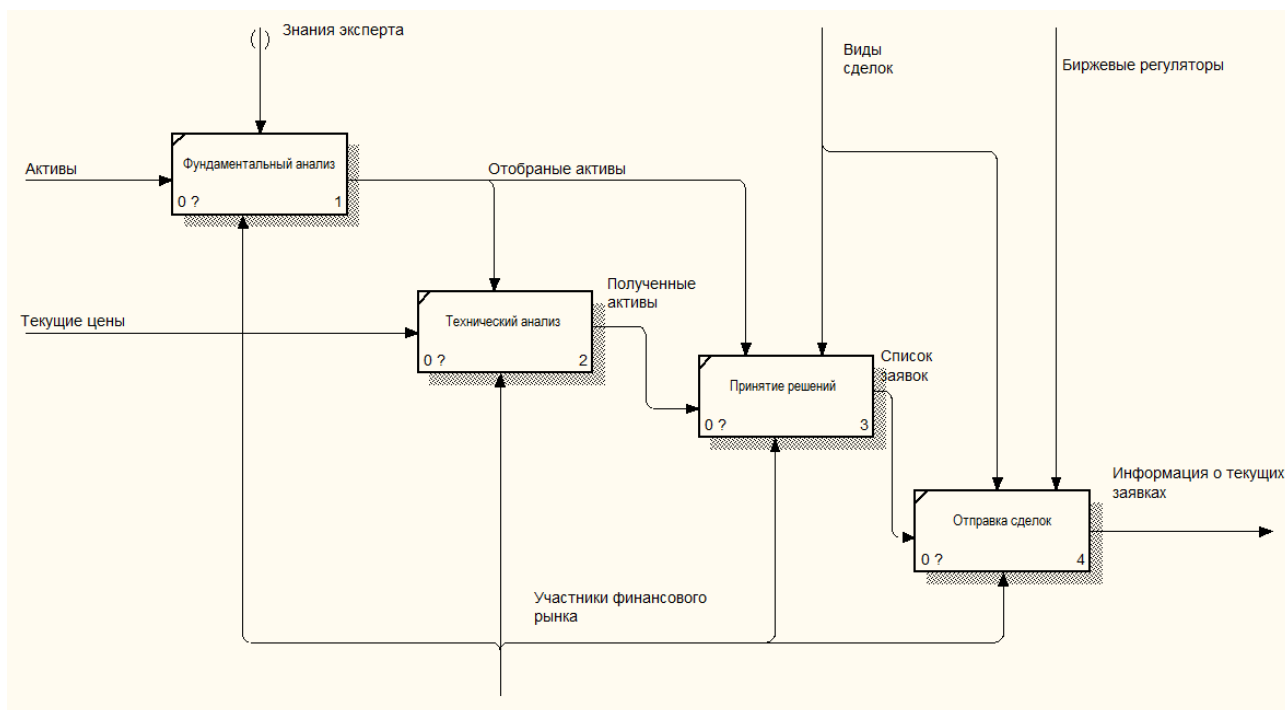 Знания эксперта
Виды
сделок
Биржевые регуляторы
Активы
Фундаментальный анализ
0 ?
1
Отобраные активы
Текущие цены
Технический анализ
0 ?
2
Полученные
активы
Принятие решений
0 ?
3
Список
заявок
Отправка сделок
0 ?
4
Информация о текущих
заявках
Участники финансового
рынка